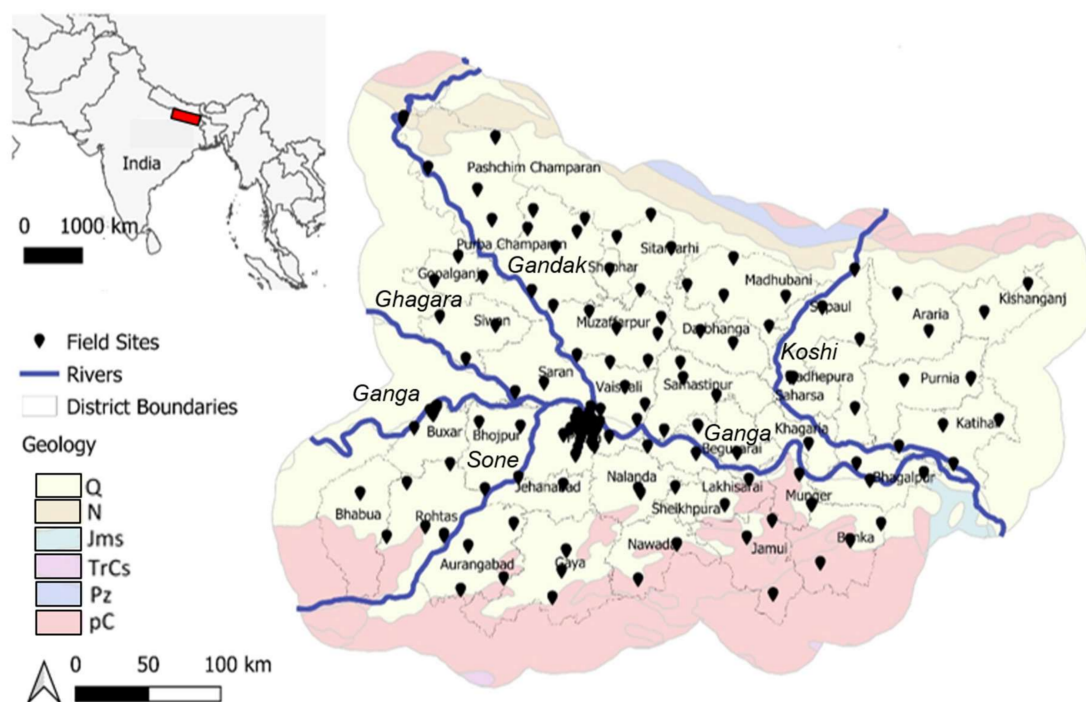 India
0 1000 km
Field Sites
Rivers
District Boundaries
Geology
Q
N
Jms
TrCs
Pz
pC
0 50 100 km
Pashchim Champaran
Purba Champaran
Sitamarhi
Gandak
Sheohar
Gopalganj
Madhubani
Kishanganj
Ghagara
Siwan
Muzaffarpur
Darbhanga
Supaul
Araria
Koshi
Saran
Vaishali
Samastipur
Madhepura
Purnia
Saharsa
Ganga
Buxar
Bhojpur
Ganga
Khagaria
Katihar
Sone
Begusarai
Jehanabad
Nalanda
Lakhisarai
Munger
Bhagalpur
Bhabua
Rohtas
Sheikhpura
Aurangabad
Gaya
Nawada
Jamui
Banka